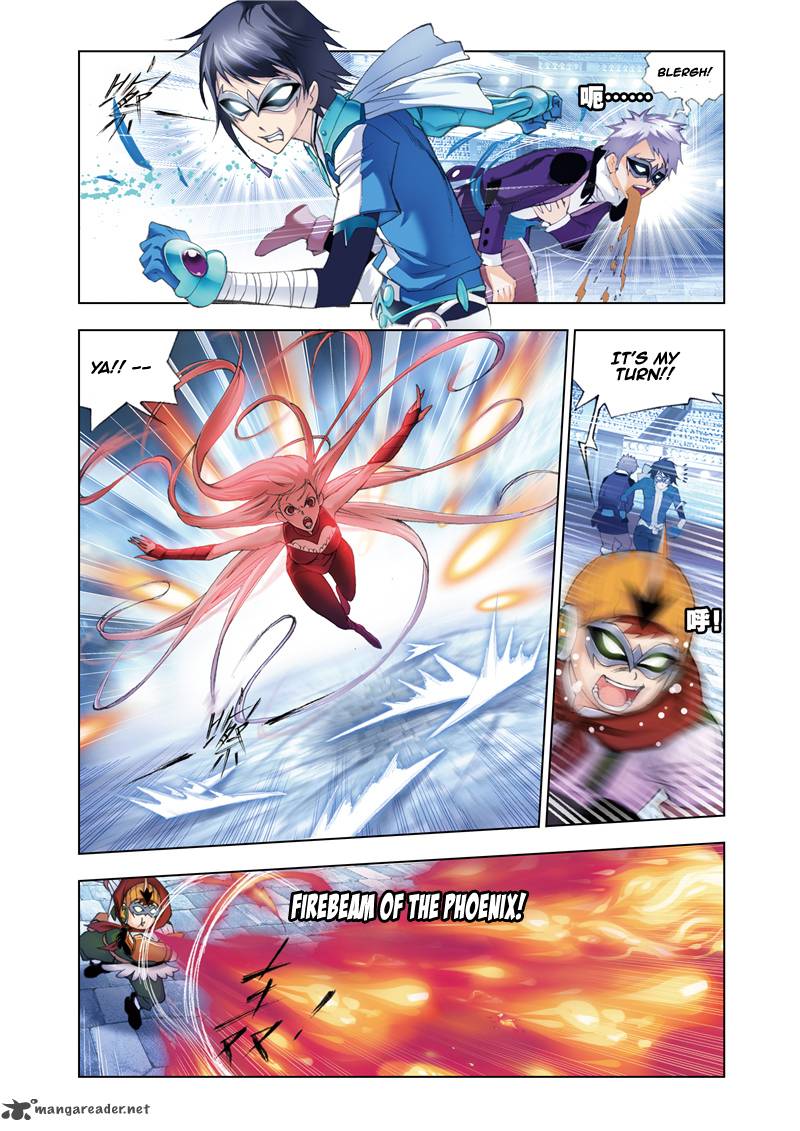 BLERGH!
呃……
YA!! --
IT'S MY
TURN!!
呼!
FIREBEAM OF THE PHOENIX!
mangareader.net